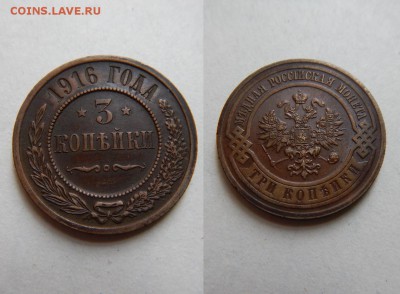 COINS.LAVE.RU
1916 ГОДА
3
КОПѢЙКИ
МѢДНАЯ РОССІЙСКАЯ МОНЕТА
ТРИ КОПѢЙКИ